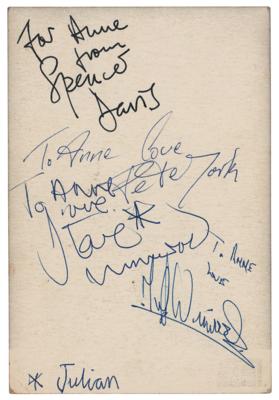 For Anne
from
Spencer
Davis
To Anne love
Pete York
To Anne
love
Steve*
Winwood
To Anne
love
Muff Winwood
* Julian